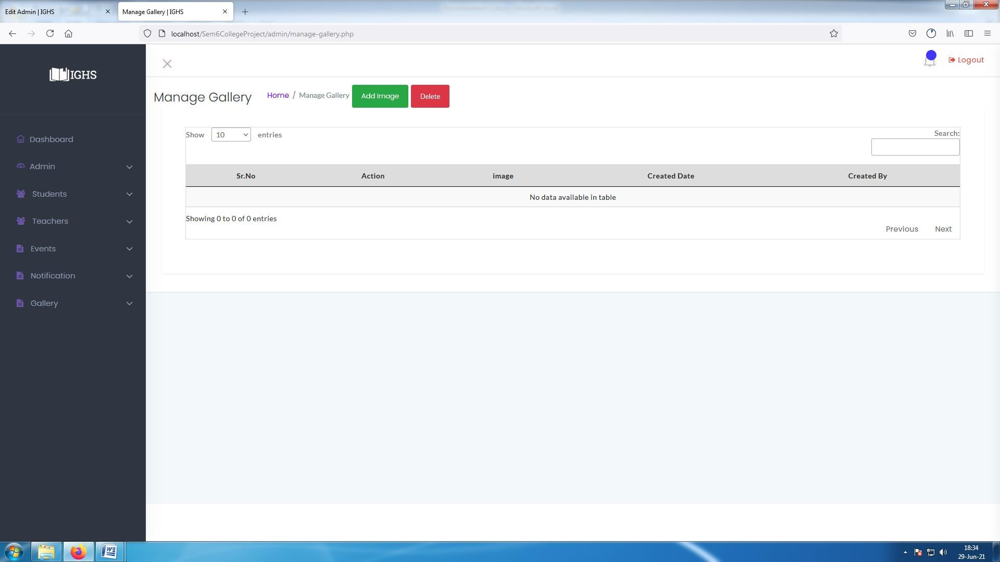 Edit Admin | IGHS
Manage Gallery | IGHS
localhost/Sem6CollegeProject/admin/manage-gallery.php
IGHS
Logout
Manage Gallery
Home / Manage Gallery
Add Image
Delete
Dashboard
Admin
Students
Teachers
Events
Notification
Gallery
Show 10 entries
Search:
Sr.No Action image Created Date Created By
No data available in table
Showing 0 to 0 of 0 entries
Previous Next
18:34
29-Jun-21